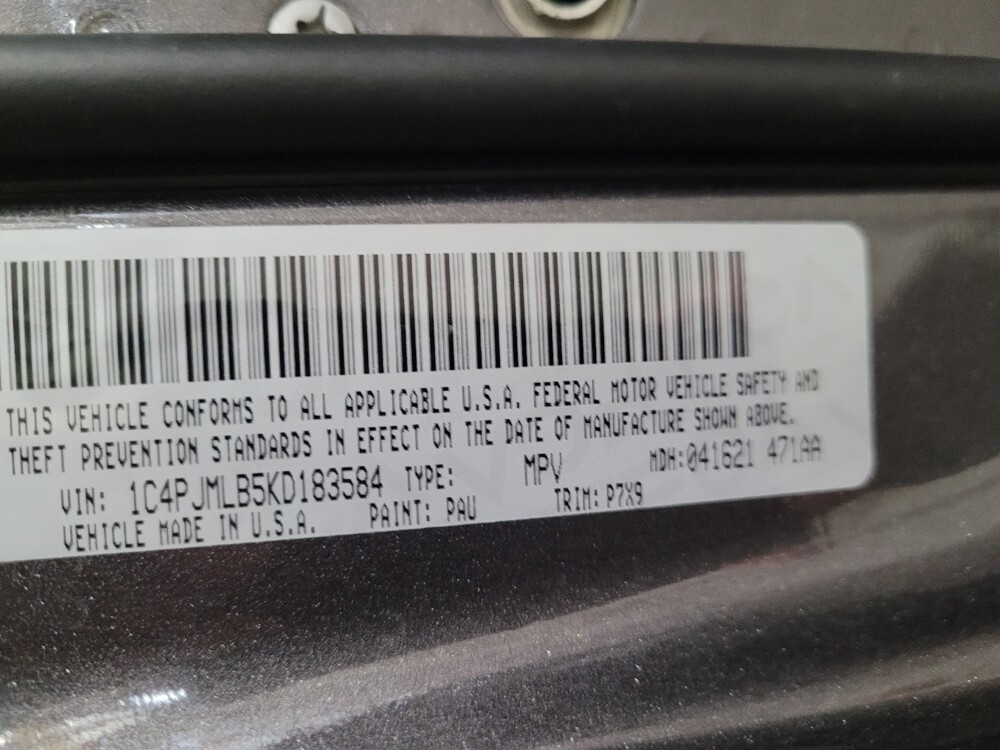 THIS VEHICLE CONFORMS TO ALL APPLICABLE U.S.A. FEDERAL MOTOR VEHICLE SAFETY AND
THEFT PREVENTION STANDARDS IN EFFECT ON THE DATE OF MANUFACTURE SHOWN ABOVE.
VIN: 1C4PJMLB5KD183584 TYPE: MPV MDH:041621 471AA
VEHICLE MADE IN U.S.A. PAINT: PAU TRIM: P7X9